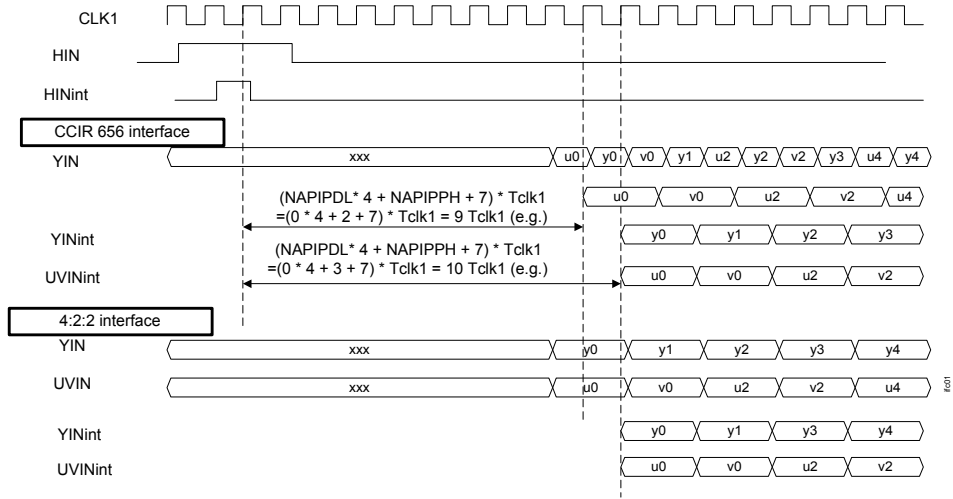 CLK1
HIN
HINint
CCIR 656 interface
YIN xxx u0 y0 v0 y1 u2 y2 v2 y3 u4 y4
(NAPIPDL* 4 + NAPIPPH + 7) * Tclk1
=(0 * 4 + 2 + 7) * Tclk1 = 9 Tclk1 (e.g.)
u0 v0 u2 v2 u4
YINint y0 y1 y2 y3
(NAPIPDL* 4 + NAPIPPH + 7) * Tclk1
=(0 * 4 + 3 + 7) * Tclk1 = 10 Tclk1 (e.g.)
UVINint u0 v0 u2 v2
4:2:2 interface
YIN xxx y0 y1 y2 y3 y4
UVIN xxx u0 v0 u2 v2 u4
ifc01
YINint y0 y1 y3 y4
UVINint u0 v0 u2 v2